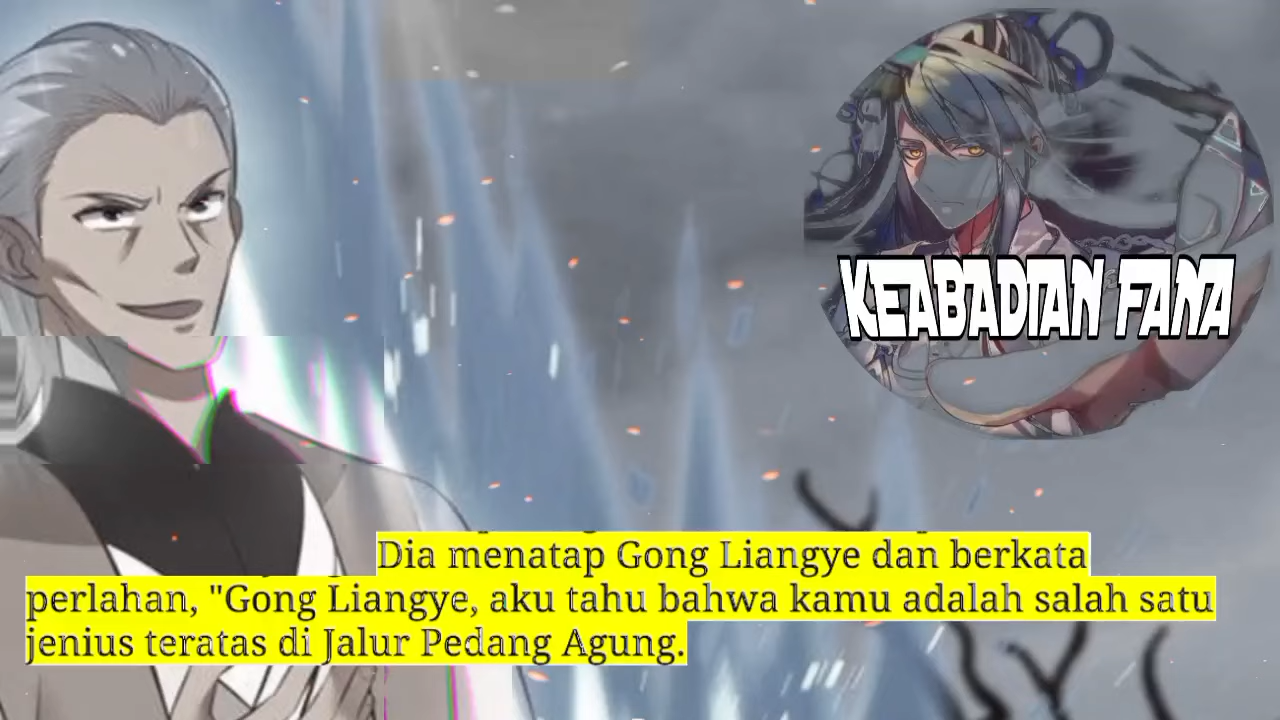 KEABADIAN FANA
Dia menatap Gong Liangye dan berkata
perlahan, "Gong Liangye, aku tahu bahwa kamu adalah salah satu
jenius teratas di Jalur Pedang Agung.